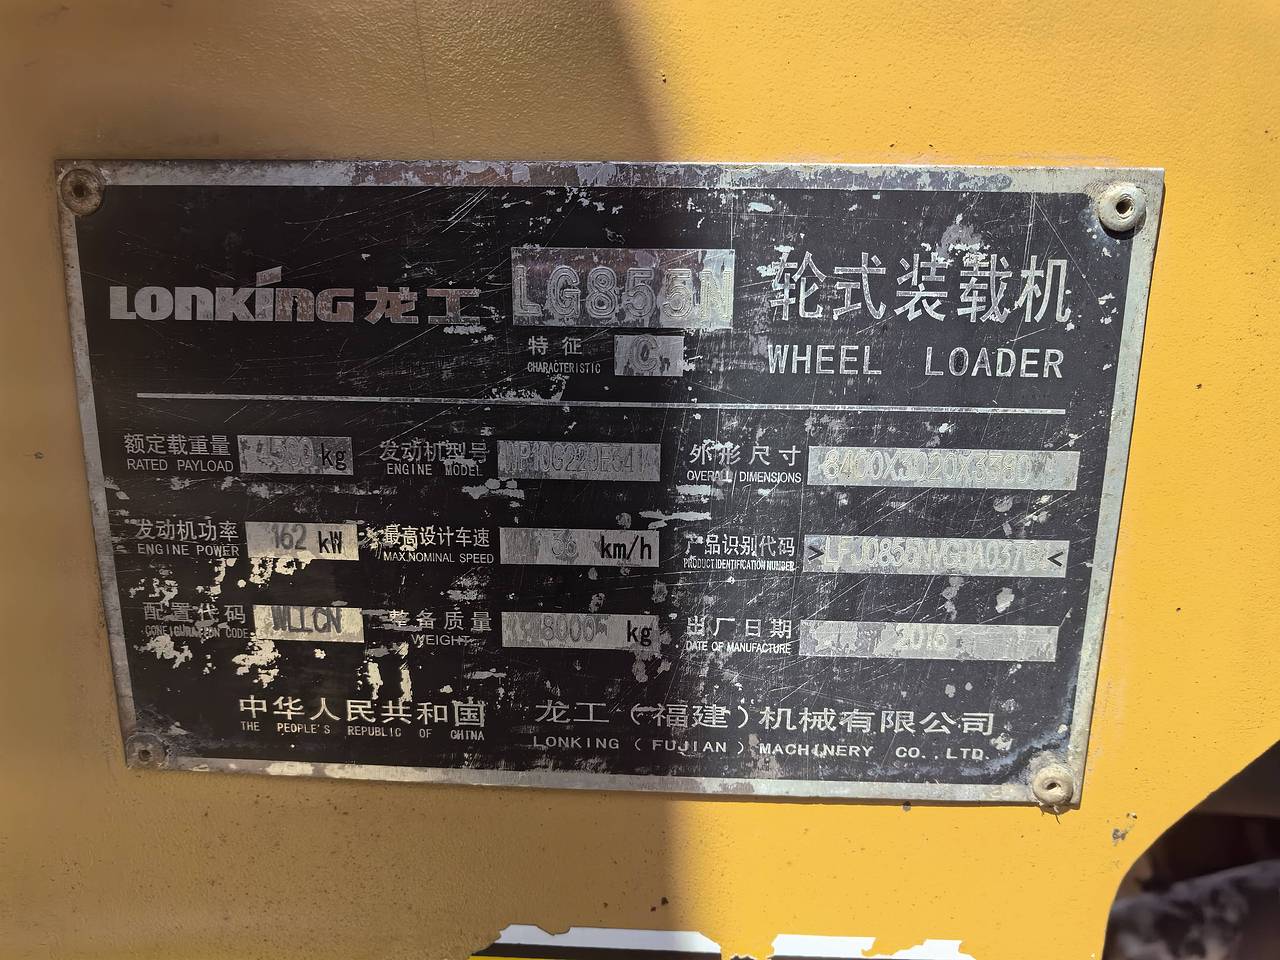 LONKING 龙工 LG855N 轮式装载机
特征 CHARACTERISTIC C WHEEL LOADER
额定载重量 RATED PAYLOAD kg 发动机型号 ENGINE MODEL 外形尺寸 OVERALL DIMENSIONS
发动机功率 ENGINE POWER 162 kW 最高设计车速 MAX.NOMINAL SPEED km/h 产品识别代码 PRODUCT IDENTIFICATION NUMBER
配置代码 CONFIGURATION CODE 整备质量 WEIGHT kg 出厂日期 DATE OF MANUFACTURE
中华人民共和国 龙工(福建)机械有限公司
THE PEOPLE'S REPUBLIC OF CHINA LONKING (FUJIAN) MACHINERY CO.,LTD.